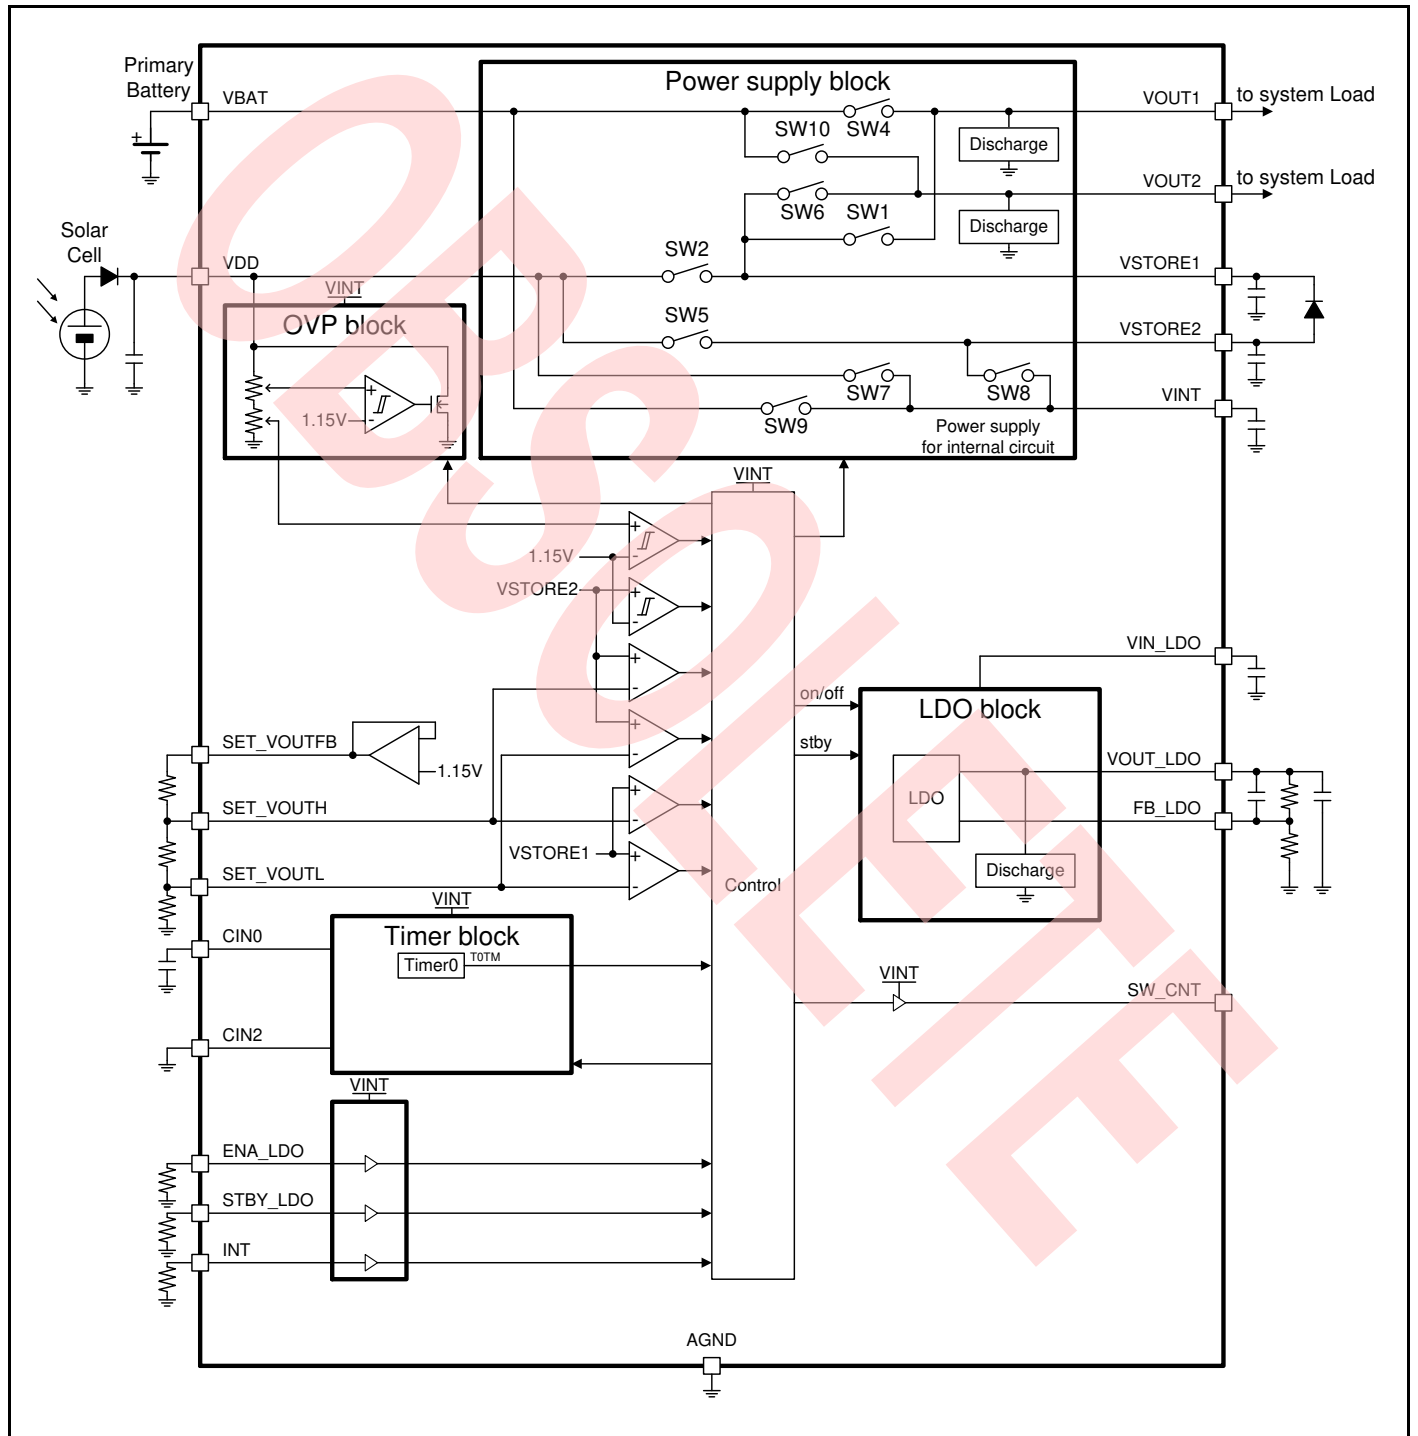 Primary
Battery
VBAT
Power supply block
VOUT1
to system Load
SW10
SW4
Discharge
VOUT2
to system Load
SW6
SW1
Discharge
Solar
Cell
VDD
SW2
VSTORE1
VINT
OVP block
SW5
VSTORE2
SW7
SW8
VINT
1.15V
SW9
Power supply
for internal circuit
VINT
1.15V
VSTORE2
VIN_LDO
on/off
LDO block
SET_VOUTFB
1.15V
stby
VOUT_LDO
LDO
SET_VOUTH
FB_LDO
VSTORE1
SET_VOUTL
Discharge
Control
VINT
CIN0
Timer block
Timer0
T0TM
VINT
SW_CNT
CIN2
VINT
ENA_LDO
STBY_LDO
INT
AGND
OBSOLETE